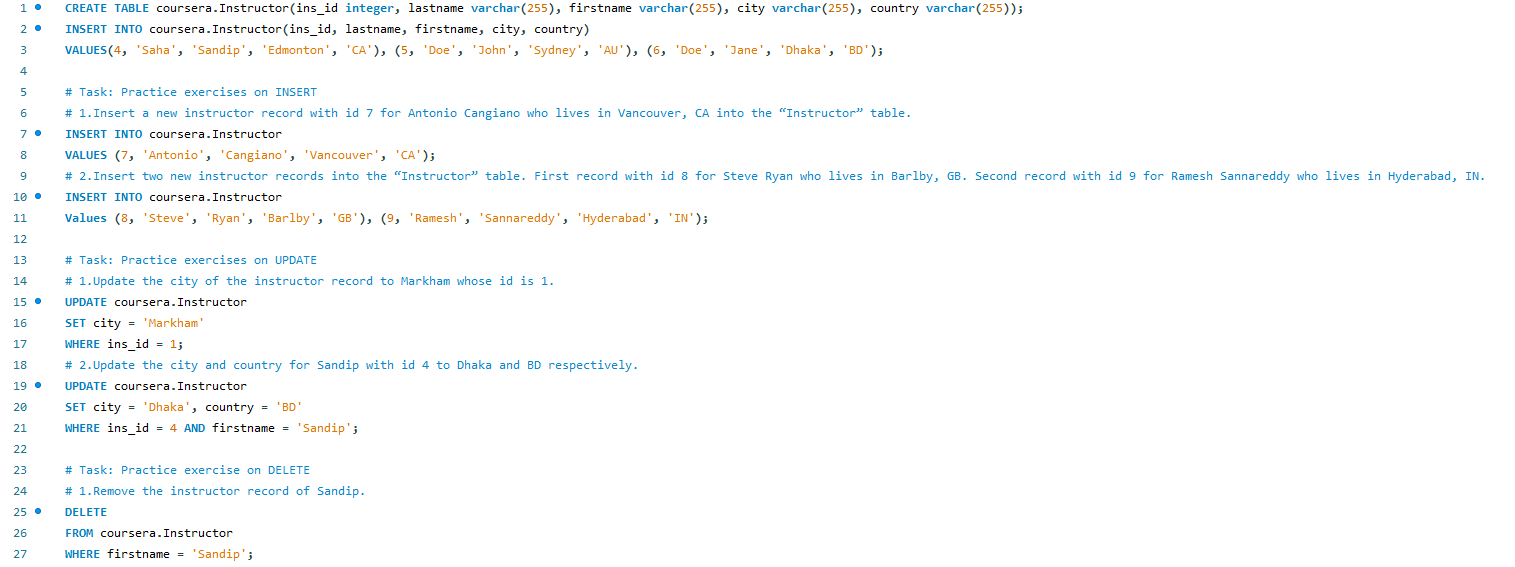 1 CREATE TABLE coursera.Instructor(ins_id integer, lastname varchar(255), firstname varchar(255), city varchar(255), country varchar(255));
2 INSERT INTO coursera.Instructor(ins_id, lastname, firstname, city, country)
3 VALUES(4, 'Saha', 'Sandip', 'Edmonton', 'CA'), (5, 'Doe', 'John', 'Sydney', 'AU'), (6, 'Doe', 'Jane', 'Dhaka', 'BD');
4
5 # Task: Practice exercises on INSERT
6 # 1.Insert a new instructor record with id 7 for Antonio Cangiano who lives in Vancouver, CA into the “Instructor” table.
7 INSERT INTO coursera.Instructor
8 VALUES (7, 'Antonio', 'Cangiano', 'Vancouver', 'CA');
9 # 2.Insert two new instructor records into the “Instructor” table. First record with id 8 for Steve Ryan who lives in Barlby, GB. Second record with id 9 for Ramesh Sannareddy who lives in Hyderabad, IN.
10 INSERT INTO coursera.Instructor
11 Values (8, 'Steve', 'Ryan', 'Barlby', 'GB'), (9, 'Ramesh', 'Sannareddy', 'Hyderabad', 'IN');
12
13 # Task: Practice exercises on UPDATE
14 # 1.Update the city of the instructor record to Markham whose id is 1.
15 UPDATE coursera.Instructor
16 SET city = 'Markham'
17 WHERE ins_id = 1;
18 # 2.Update the city and country for Sandip with id 4 to Dhaka and BD respectively.
19 UPDATE coursera.Instructor
20 SET city = 'Dhaka', country = 'BD'
21 WHERE ins_id = 4 AND firstname = 'Sandip';
22
23 # Task: Practice exercise on DELETE
24 # 1.Remove the instructor record of Sandip.
25 DELETE
26 FROM coursera.Instructor
27 WHERE firstname = 'Sandip';